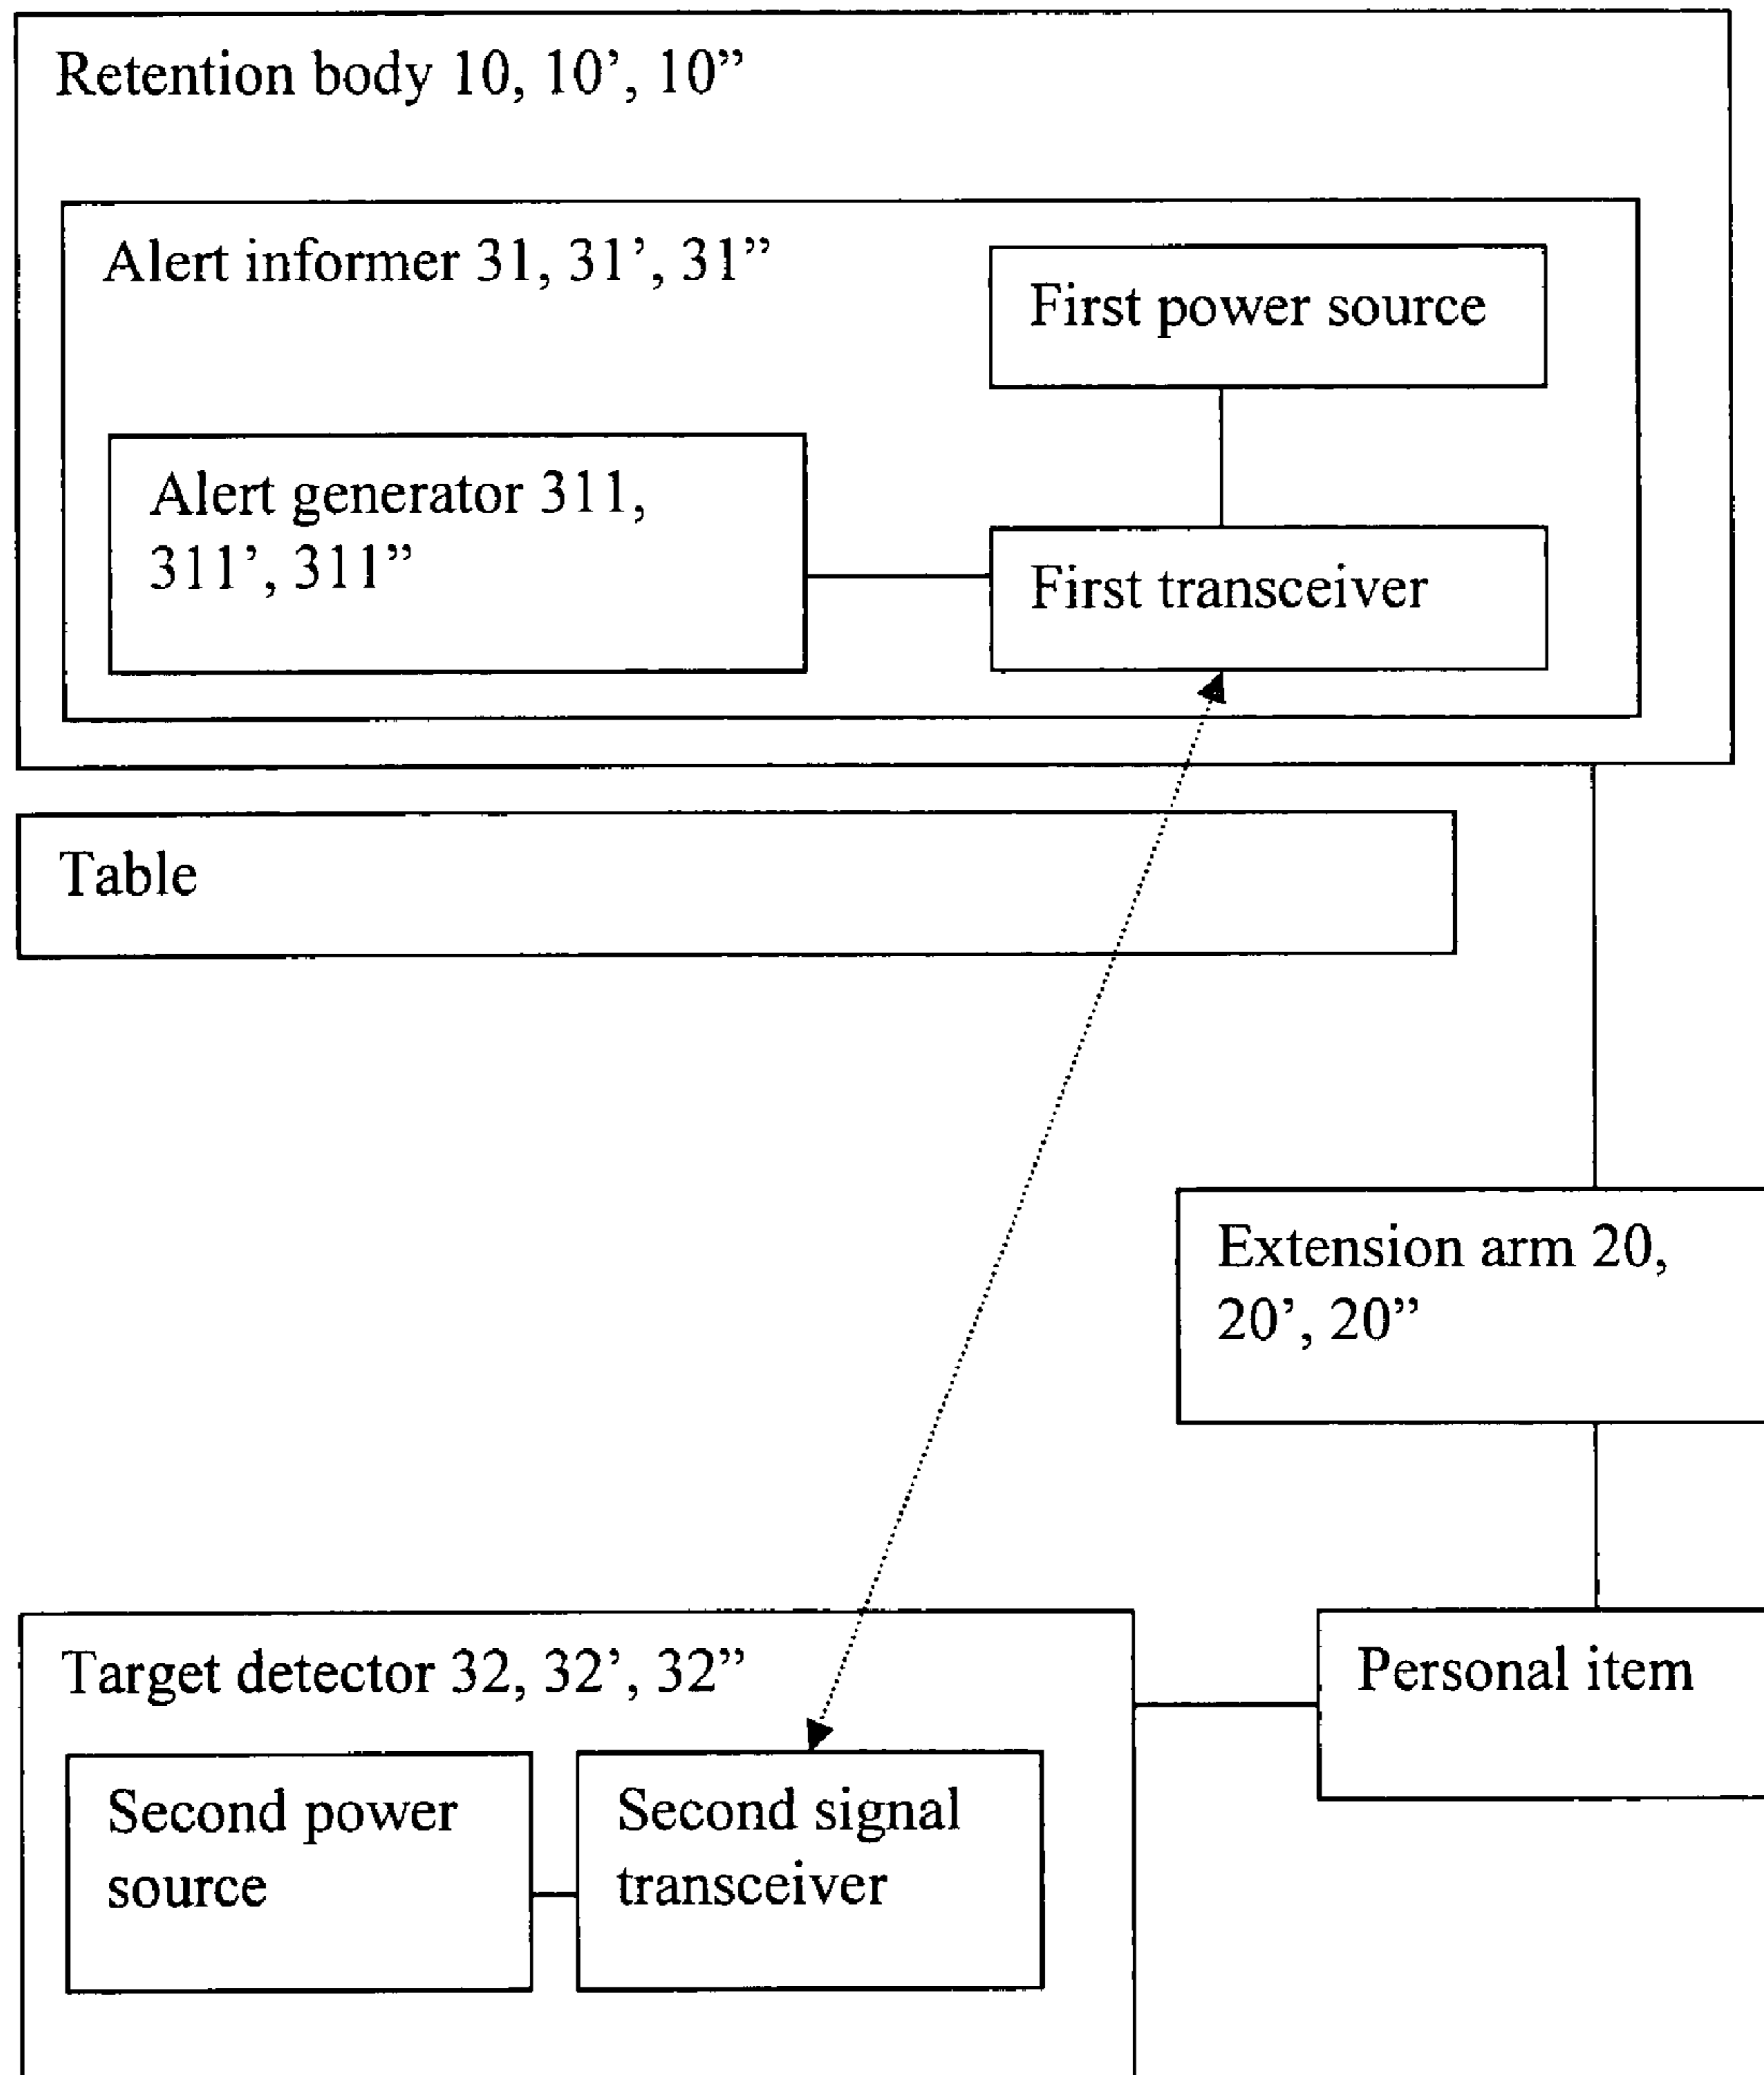 Retention body 10, 10’, 10”
Alert informer 31, 31’, 31”
First power source
Alert generator 311,
311’, 311”
First transceiver
Table
Extension arm 20,
20’, 20”
Target detector 32, 32’, 32”
Personal item
Second power
source
Second signal
transceiver